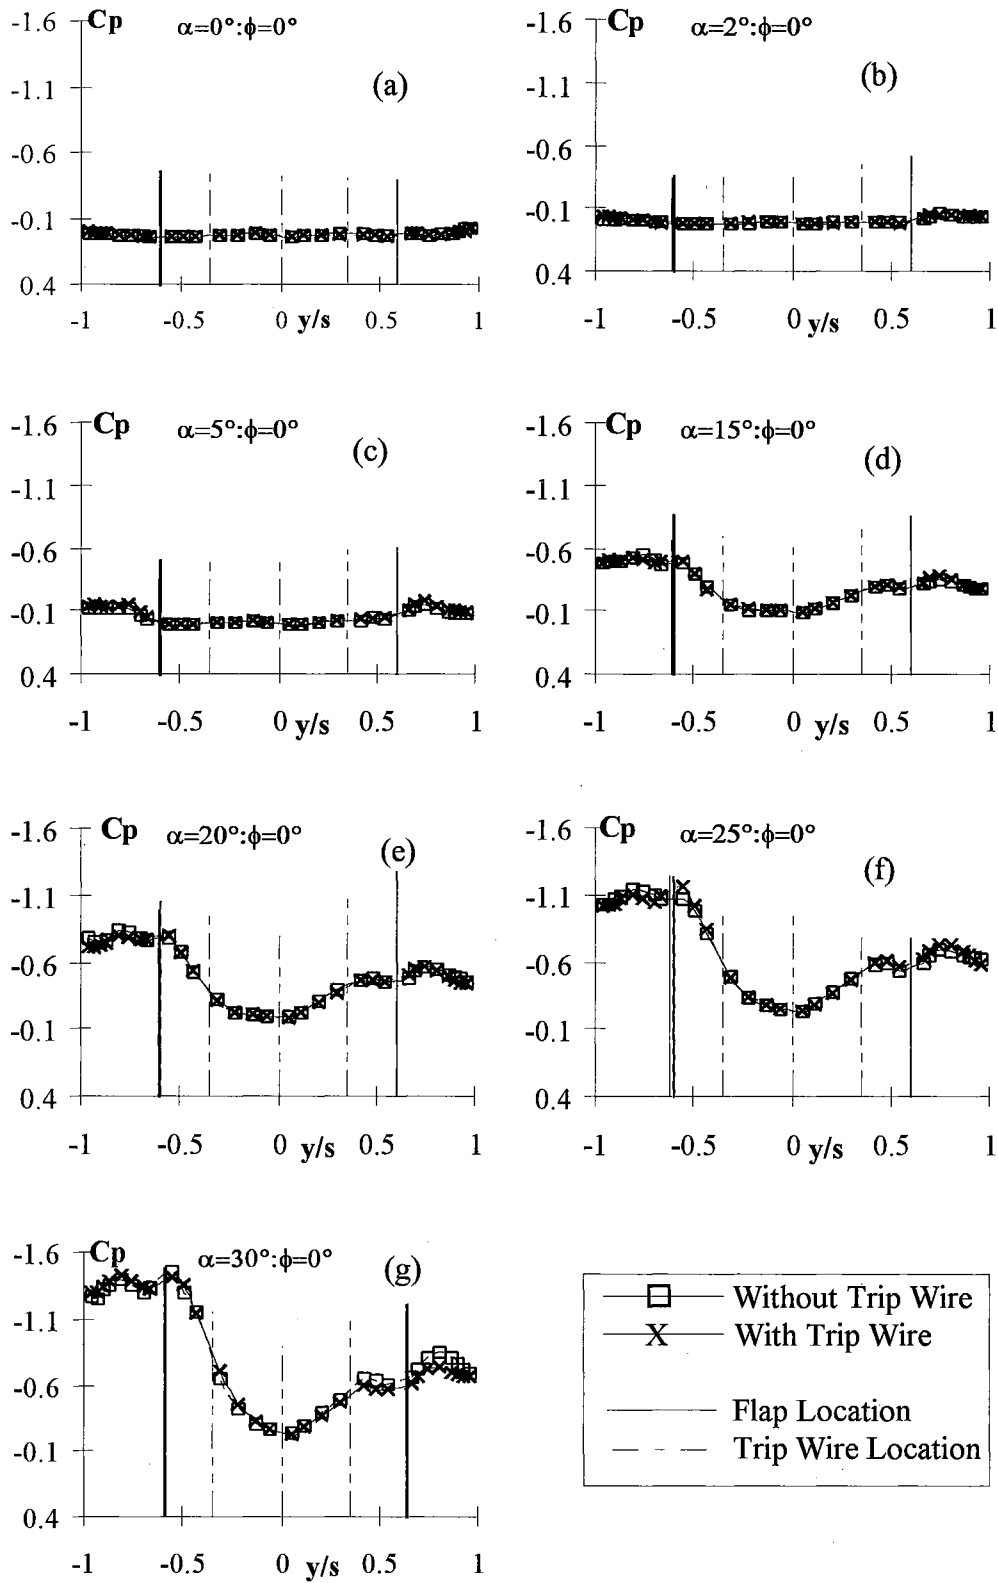 Cp α=0°:ϕ=0°
(a)
-1.6
-1.1
-0.6
-0.1
0.4
-1 -0.5 0 y/s 0.5 1
Cp α=2°:ϕ=0°
(b)
-1.6
-1.1
-0.6
-0.1
0.4
-1 -0.5 0 y/s 0.5 1
Cp α=5°:ϕ=0°
(c)
-1.6
-1.1
-0.6
-0.1
0.4
-1 -0.5 0 y/s 0.5 1
Cp α=15°:ϕ=0°
(d)
-1.6
-1.1
-0.6
-0.1
0.4
-1 -0.5 0 y/s 0.5 1
Cp α=20°:ϕ=0°
(e)
-1.6
-1.1
-0.6
-0.1
0.4
-1 -0.5 0 y/s 0.5 1
Cp α=25°:ϕ=0°
(f)
-1.6
-1.1
-0.6
-0.1
0.4
-1 -0.5 0 y/s 0.5 1
Cp α=30°:ϕ=0°
(g)
-1.6
-1.1
-0.6
-0.1
0.4
-1 -0.5 0 y/s 0.5 1
Without Trip Wire
With Trip Wire
Flap Location
Trip Wire Location